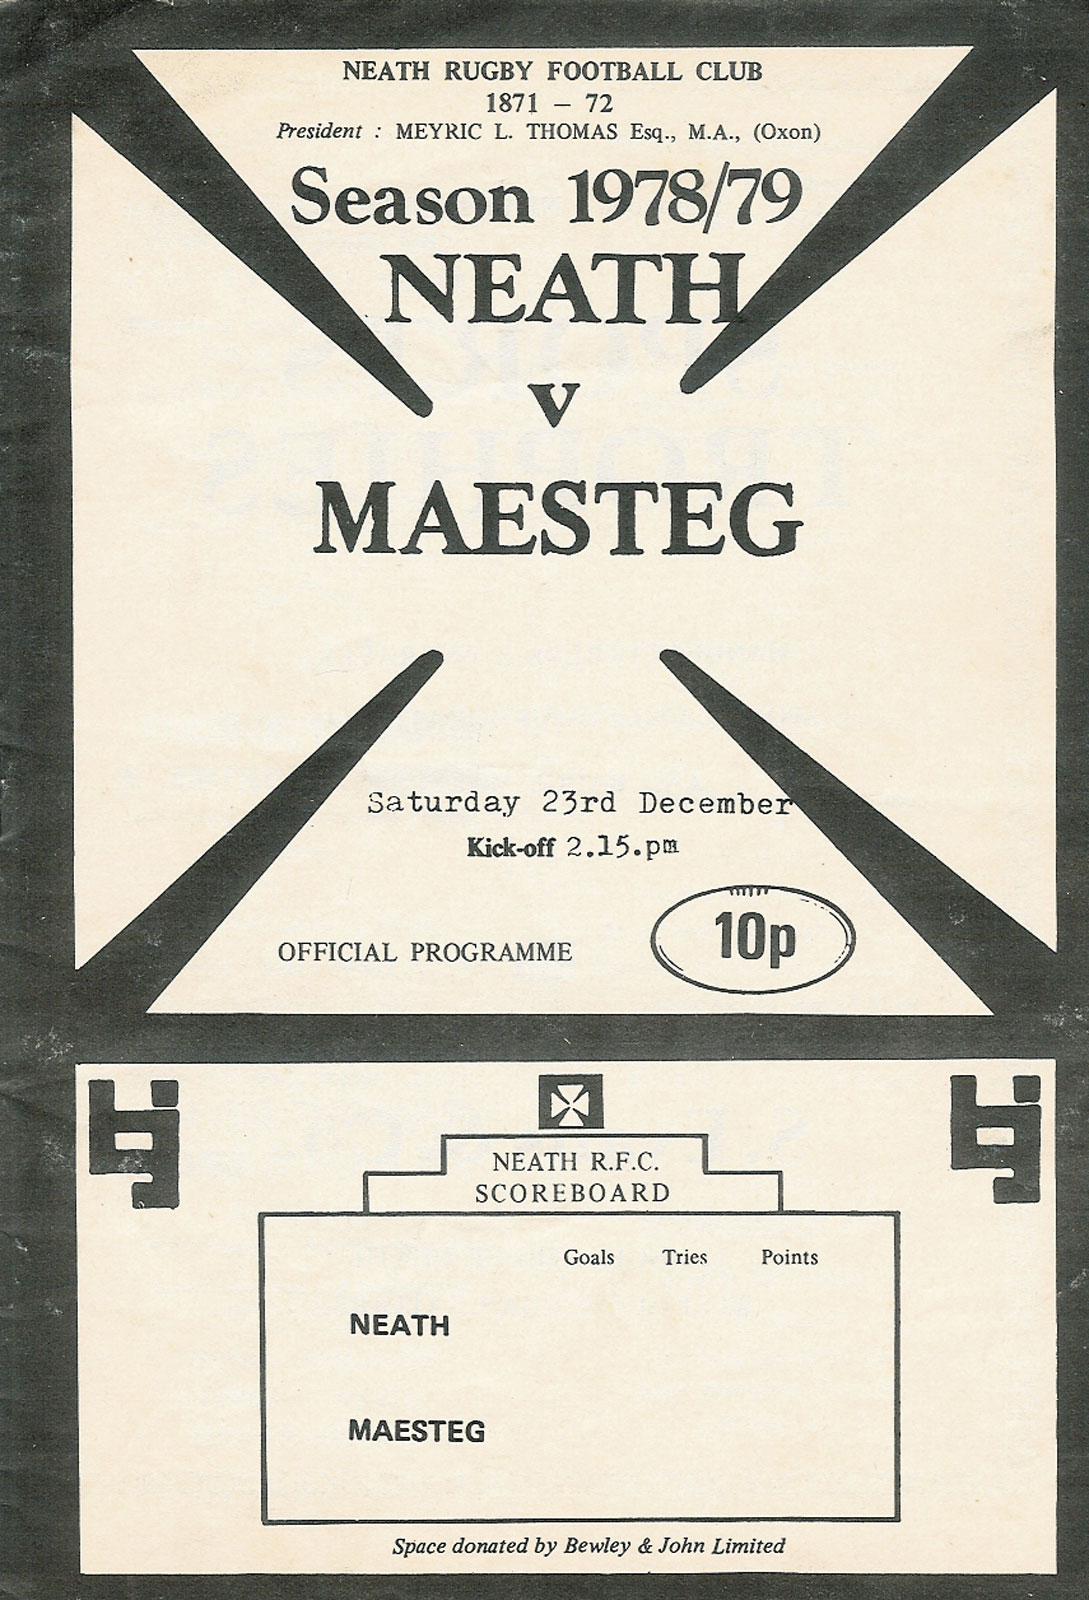 NEATH RUGBY FOOTBALL CLUB
1871 – 72
President : MEYRIC L. THOMAS Esq., M.A., (Oxon)
Season 1978/79
NEATH
v
MAESTEG
Saturday 23rd December
Kick-off 2.15.pm
OFFICIAL PROGRAMME
10p
NEATH R.F.C.
SCOREBOARD
Goals Tries Points
NEATH
MAESTEG
Space donated by Bewley & John Limited